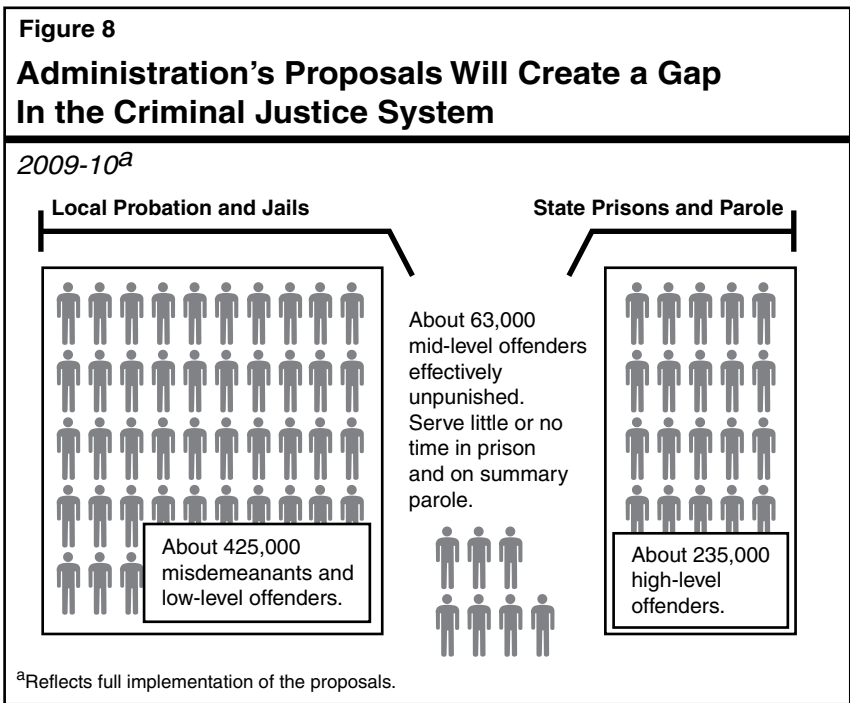 Figure 8
Administration's Proposals Will Create a Gap
In the Criminal Justice System
2009-10a
Local Probation and Jails
State Prisons and Parole
About 63,000
mid-level offenders
effectively
unpunished.
Serve little or no
time in prison
and on summary
parole.
About 425,000
misdemeanants and
low-level offenders.
About 235,000
high-level
offenders.
aReflects full implementation of the proposals.